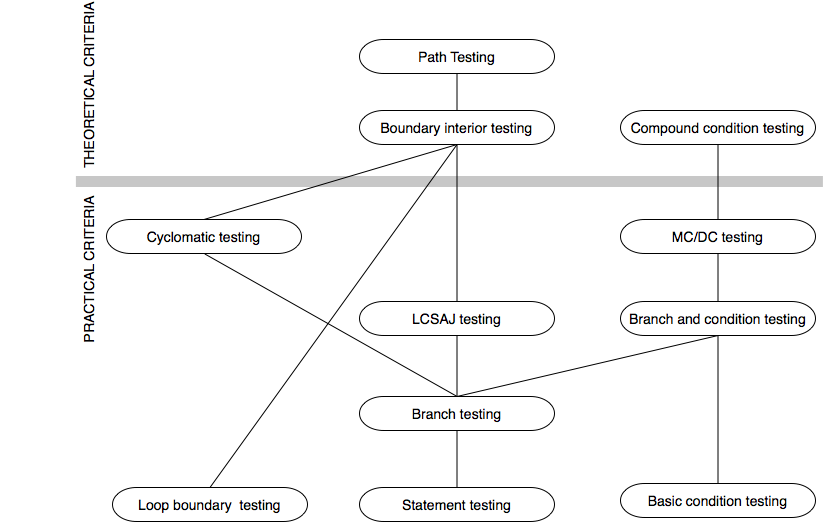 THEORETICAL CRITERIA
Path Testing
Boundary interior testing
Compound condition testing
PRACTICAL CRITERIA
Cyclomatic testing
MC/DC testing
LCSAJ testing
Branch and condition testing
Branch testing
Loop boundary  testing
Statement testing
Basic condition testing